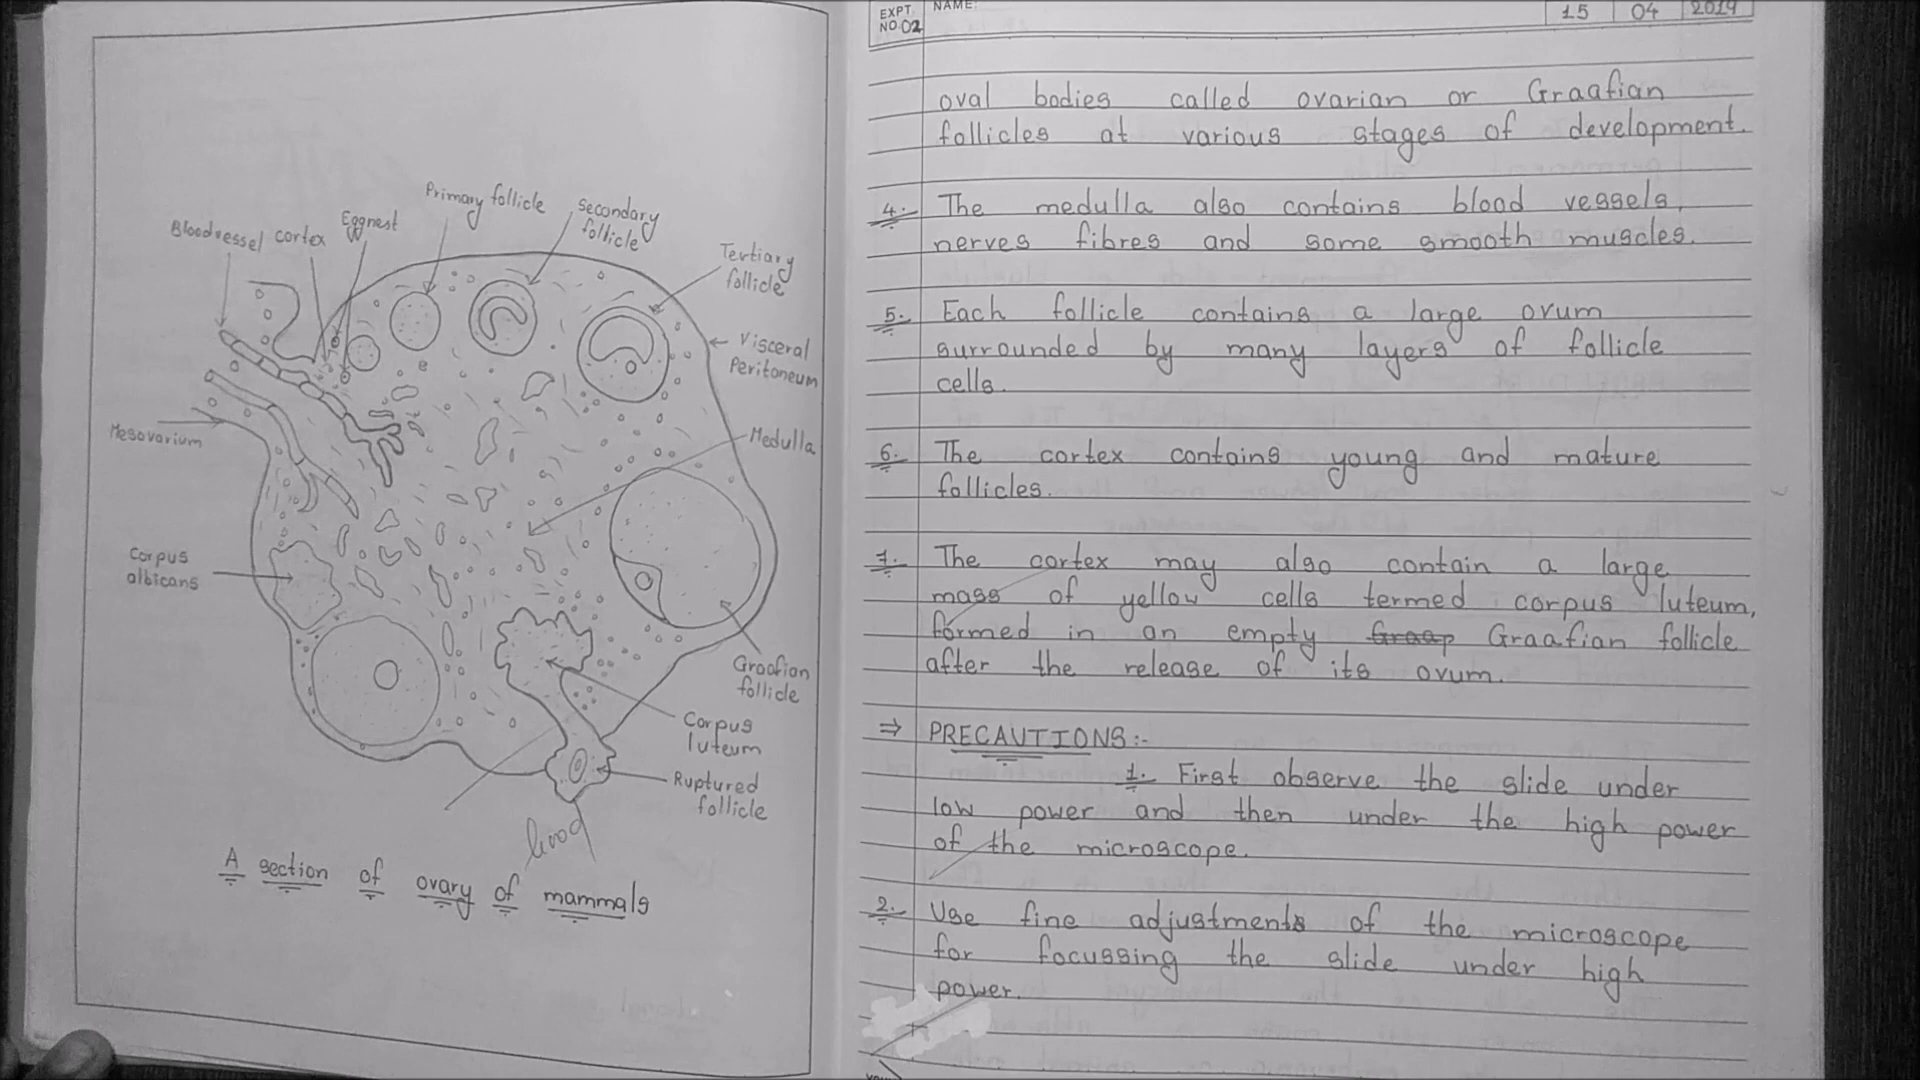 Bloodvessel
cortex
Eggnest
Primary follicle
secondary
follicle
Tertiary
follicle
Visceral
Peritoneum
Mesovarium
Medulla
Corpus
albicans
Graafian
follicle
Corpus
luteum
Ruptured
follicle
A section of ovary of mammals
EXPT.
NO. 02
NAME:
15 04 2019
oval bodies called ovarian or Graafian
follicles at various stages of development.
4. The medulla also contains blood vessels,
nerves fibres and some smooth muscles.
5. Each follicle contains a large ovum
surrounded by many layers of follicle
cells.
6. The cortex contains young and mature
follicles.
7. The cortex may also contain a large
mass of yellow cells termed corpus luteum,
formed in an empty Graap Graafian follicle
after the release of its ovum.
⇒ PRECAUTIONS:-
1. First observe the slide under
low power and then under the high power
of the microscope.
2. Use fine adjustments of the microscope
for focussing the slide under high
power.